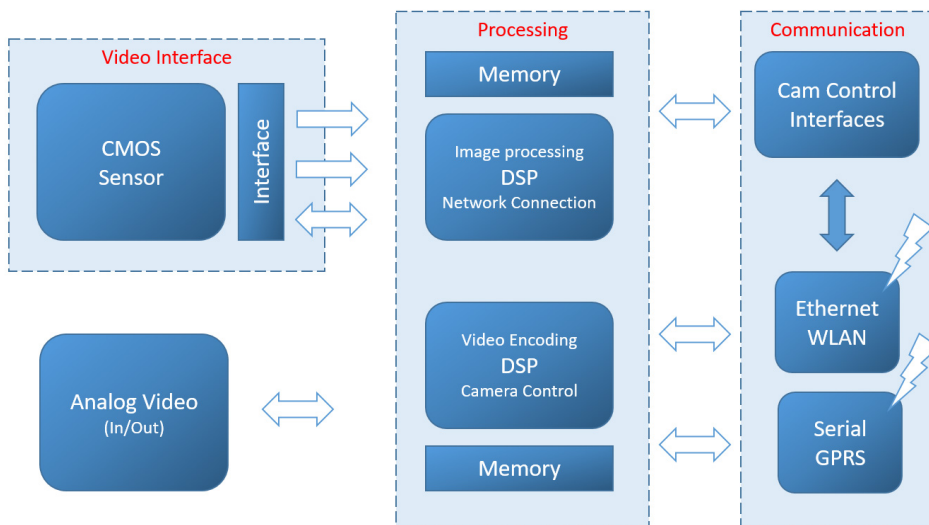 Video Interface
CMOS
Sensor
Interface
Analog Video
(In/Out)
Processing
Memory
Image processing
DSP
Network Connection
Video Encoding
DSP
Camera Control
Memory
Communication
Cam Control
Interfaces
Ethernet
WLAN
Serial
GPRS